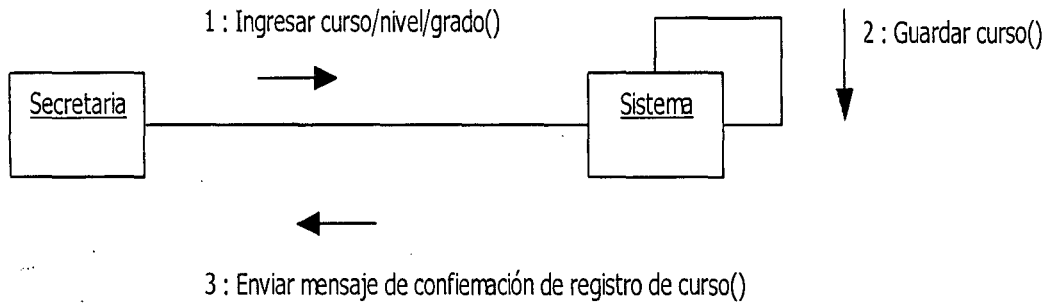 1 : Ingresar curso/nivel/grado()
2 : Guardar curso()
Secretaria
Sistema
3 : Enviar mensaje de confiemación de registro de curso()